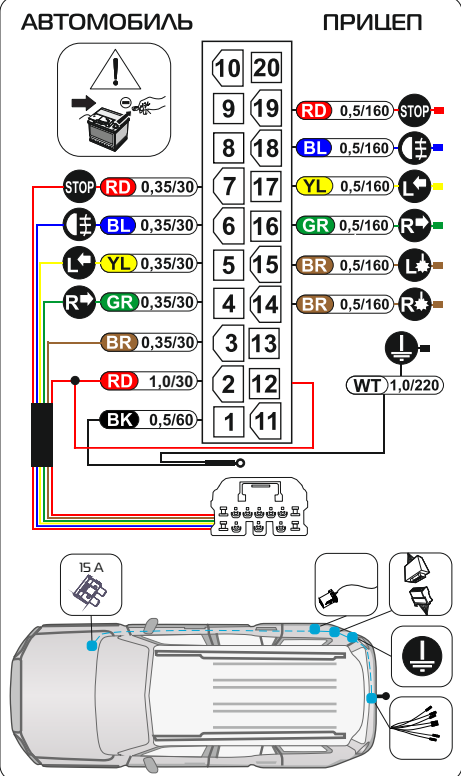 АВТОМОБИЛЬ ПРИЦЕП
10 20
9 19 RD 0,5/160 STOP
8 18 BL 0,5/160
STOP RD 0,35/30 7 17 YL 0,5/160 L
BL 0,35/30 6 16 GR 0,5/160 R
L YL 0,35/30 5 15 BR 0,5/160 L
R GR 0,35/30 4 14 BR 0,5/160 R
BR 0,35/30 3 13
RD 1,0/30 2 12 WT 1,0/220
BK 0,5/60 1 11
15 A